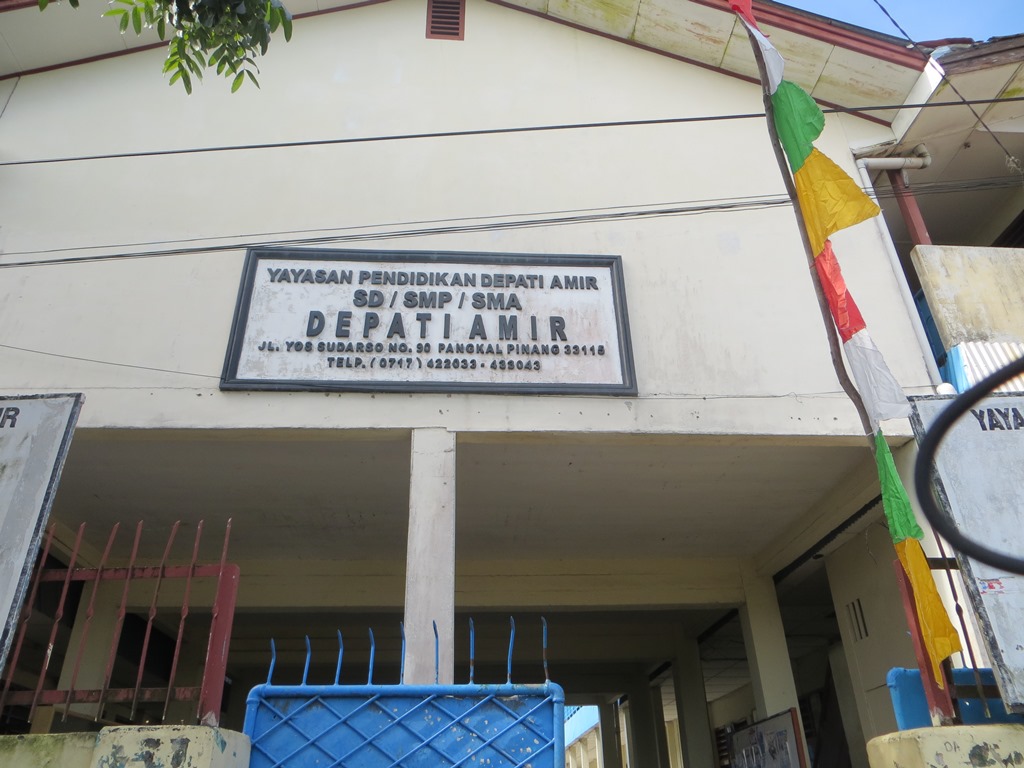 YAYASAN PENDIDIKAN DEPATI AMIR
SD / SMP / SMA
DEPATI AMIR
JL. YOS SUDARSO NO. 90 PANGKAL PINANG 33115
TELP. ( 0717 ) 422033 - 433043
YAYA
DA